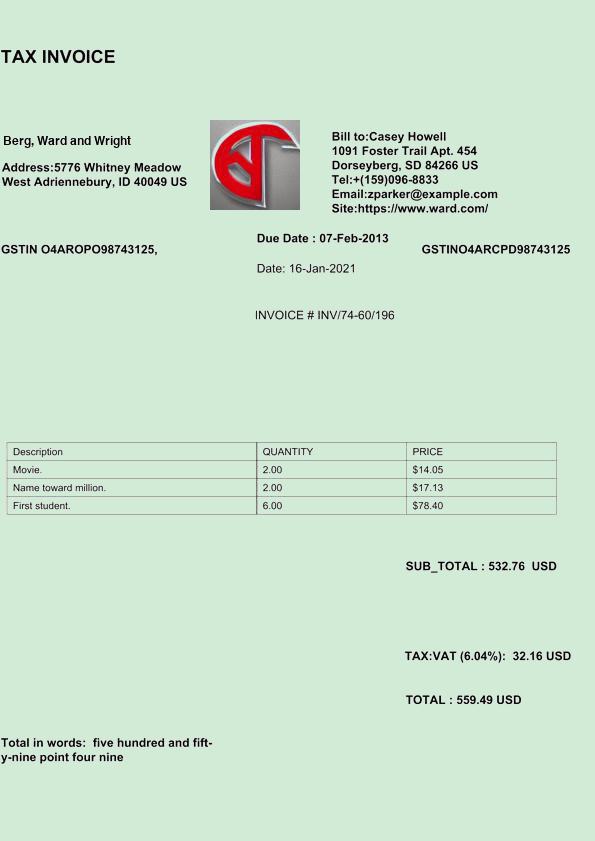 TAX INVOICE
Berg, Ward and Wright
Address:5776 Whitney Meadow
West Adriennebury, ID 40049 US
Bill to:Casey Howell
1091 Foster Trail Apt. 454
Dorseyberg, SD 84266 US
Tel:+(159)096-8833
Email:zparker@example.com
Site:https://www.ward.com/
GSTIN O4AROPO98743125,
Due Date : 07-Feb-2013
GSTINO4ARCPD98743125
Date: 16-Jan-2021
INVOICE # INV/74-60/196
Description QUANTITY PRICE
Movie. 2.00 $14.05
Name toward million. 2.00 $17.13
First student. 6.00 $78.40
SUB_TOTAL : 532.76 USD
TAX:VAT (6.04%): 32.16 USD
TOTAL : 559.49 USD
Total in words: five hundred and fift-
y-nine point four nine